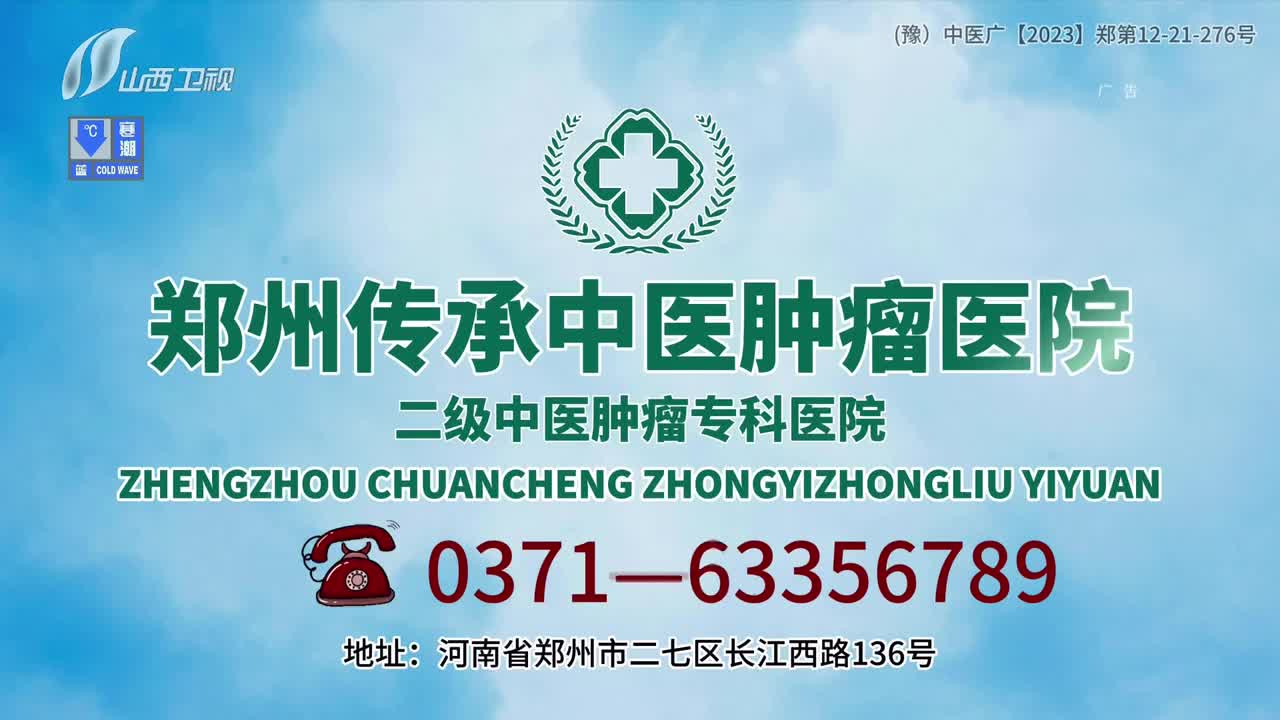 山西卫视
(豫）中医广【2023】郑第12-21-276号
广告
℃
寒潮
蓝 COLD WAVE
郑州传承中医肿瘤医院
二级中医肿瘤专科医院
ZHENGZHOU CHUANCHENG ZHONGYIZHONGLIU YIYUAN
0371—63356789
地址：河南省郑州市二七区长江西路136号